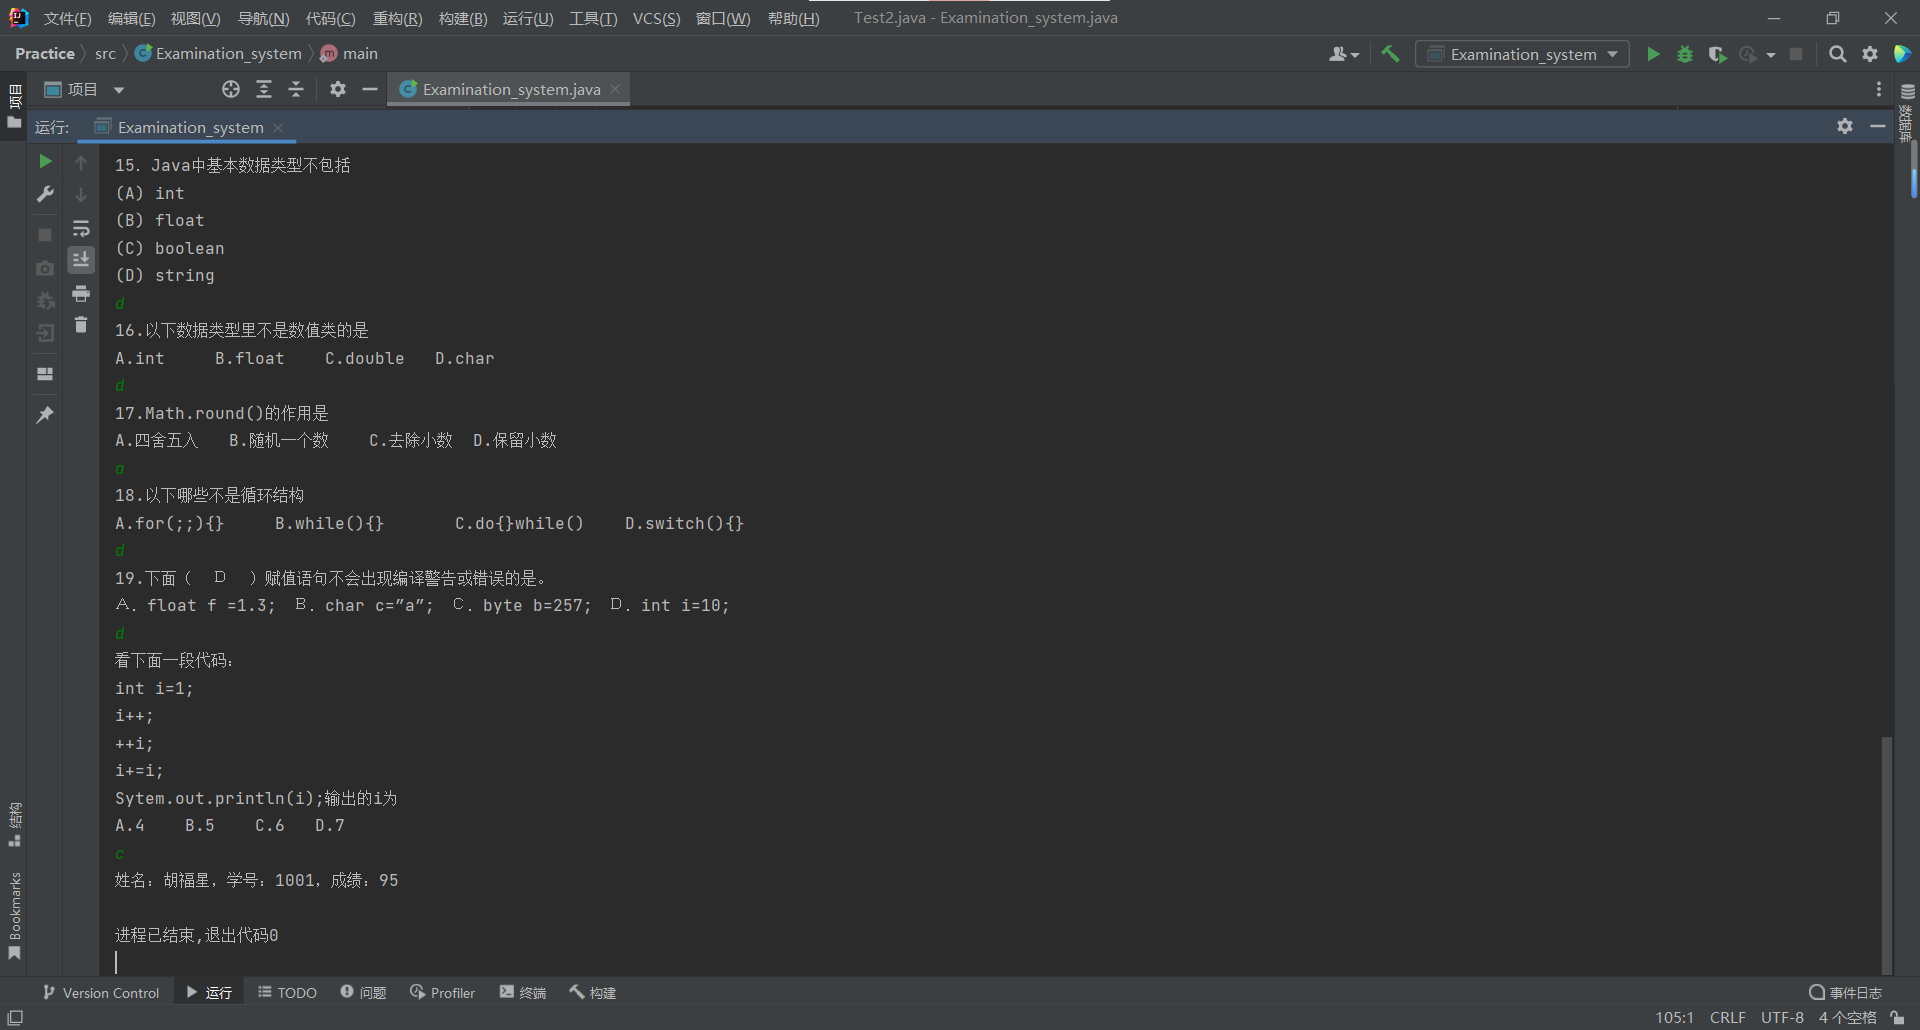 文件(F) 编辑(E) 视图(V) 导航(N) 代码(C) 重构(R) 构建(B) 运行(U) 工具(T) VCS(S) 窗口(W) 帮助(H) Test2.java - Examination_system.java
Practice src Examination_system main Examination_system
项目 Examination_system.java
运行: Examination_system
项目
数据库
15. Java中基本数据类型不包括
(A) int
(B) float
(C) boolean
(D) string
d
16.以下数据类型里不是数值类的是
A.int B.float C.double D.char
d
17.Math.round()的作用是
A.四舍五入 B.随机一个数 C.去除小数 D.保留小数
a
18.以下哪些不是循环结构
A.for(;;){} B.while(){} C.do{}while() D.switch(){}
d
19.下面（ D ）赋值语句不会出现编译警告或错误的是。
A. float f =1.3; B. char c=”a”; C. byte b=257; D. int i=10;
d
看下面一段代码:
int i=1;
i++;
++i;
i+=i;
Sytem.out.println(i);输出的i为
A.4 B.5 C.6 D.7
c
姓名: 胡福星, 学号: 1001, 成绩: 95
进程已结束,退出代码0
结构
Bookmarks
Version Control 运行 TODO 问题 Profiler 终端 构建 事件日志
105:1 CRLF UTF-8 4 个空格